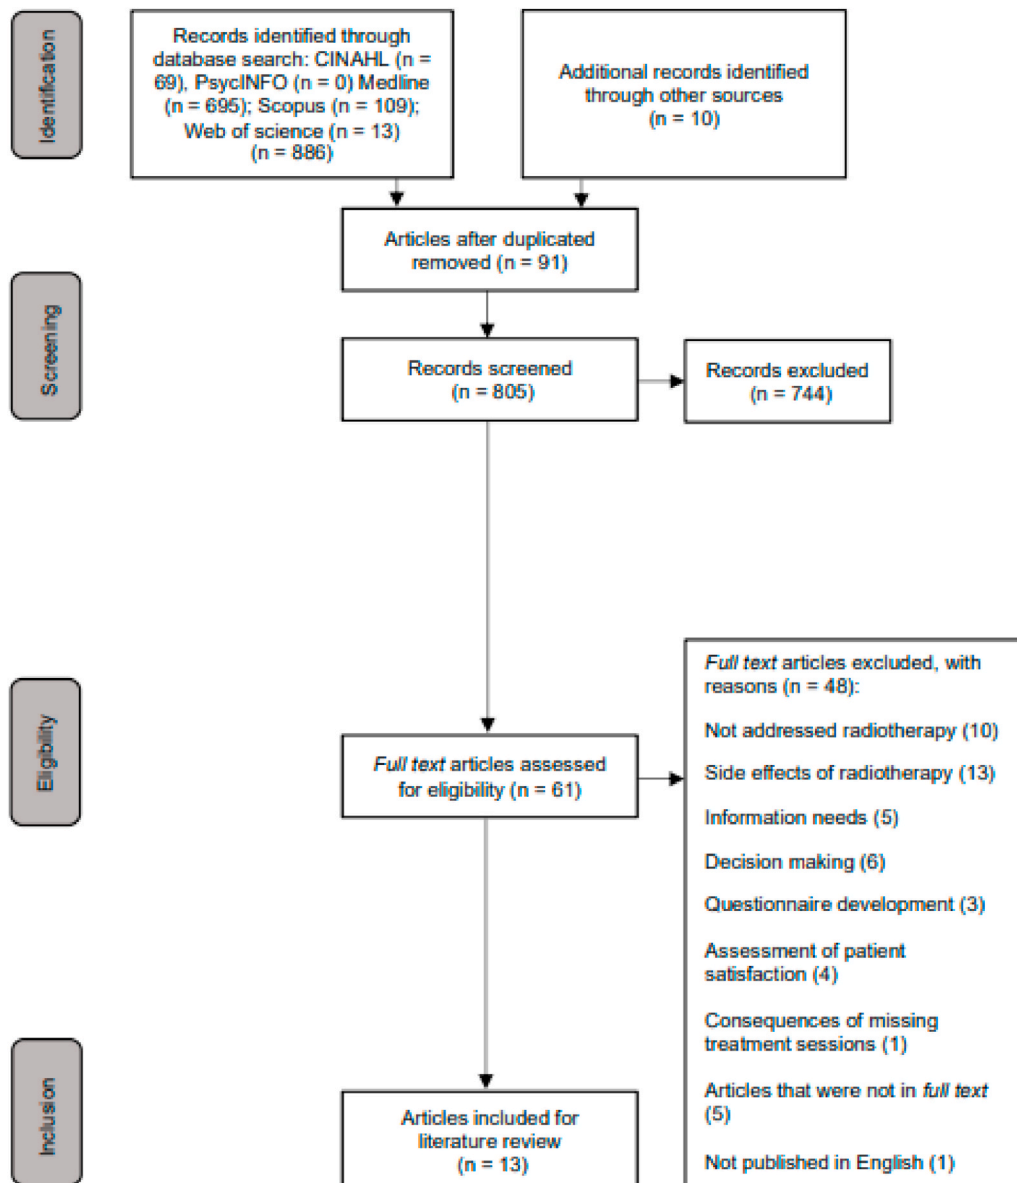 Identification
Records identified through
database search: CINAHL (n =
69), PsycINFO (n = 0) Medline
(n = 695); Scopus (n = 109);
Web of science (n = 13)
(n = 886)
Additional records identified
through other sources
(n = 10)
Articles after duplicated
removed (n = 91)
Screening
Records screened
(n = 805)
Records excluded
(n = 744)
Eligibility
Full text articles assessed
for eligibility (n = 61)
Full text articles excluded, with
reasons (n = 48):
Not addressed radiotherapy (10)
Side effects of radiotherapy (13)
Information needs (5)
Decision making (6)
Questionnaire development (3)
Assessment of patient
satisfaction (4)
Consequences of missing
treatment sessions (1)
Articles that were not in full text
(5)
Not published in English (1)
Inclusion
Articles included for
literature review
(n = 13)